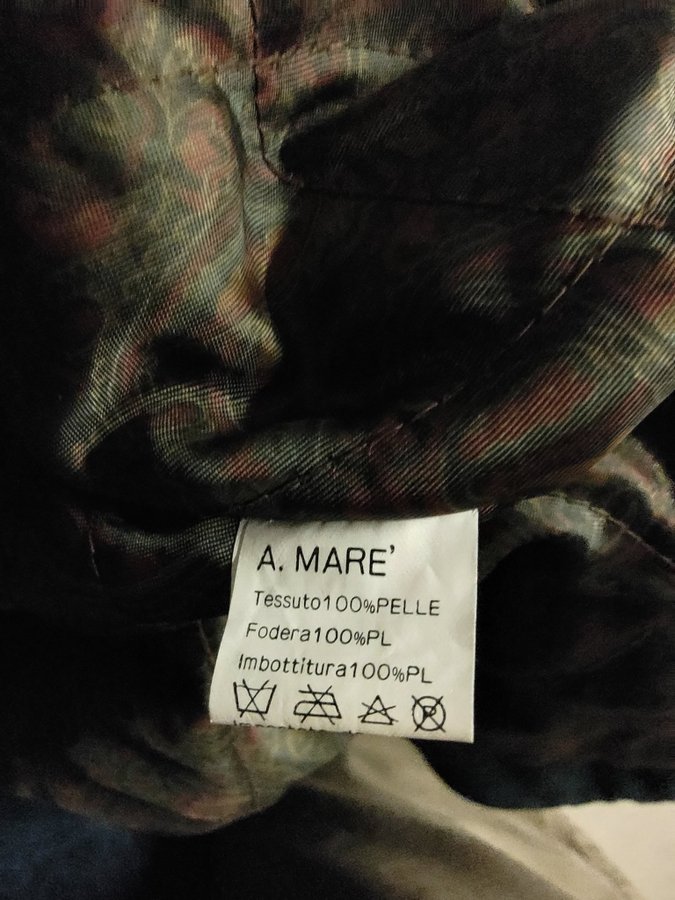 A. MARE'
Tessuto100%PELLE
Fodera100%PL
Imbottitura100%PL
P